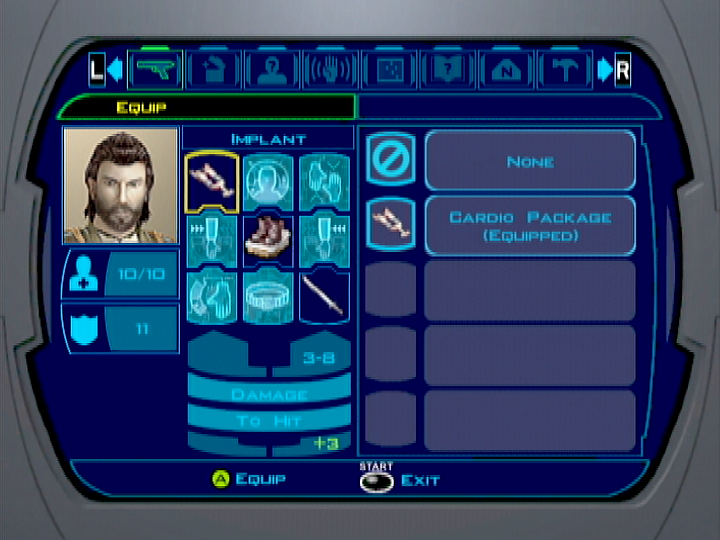 L
?
?
N
R
Equip
Implant
None
Cardio Package
(Equipped)
10/10
11
3-8
Damage
To Hit
+3
A Equip
START
Exit